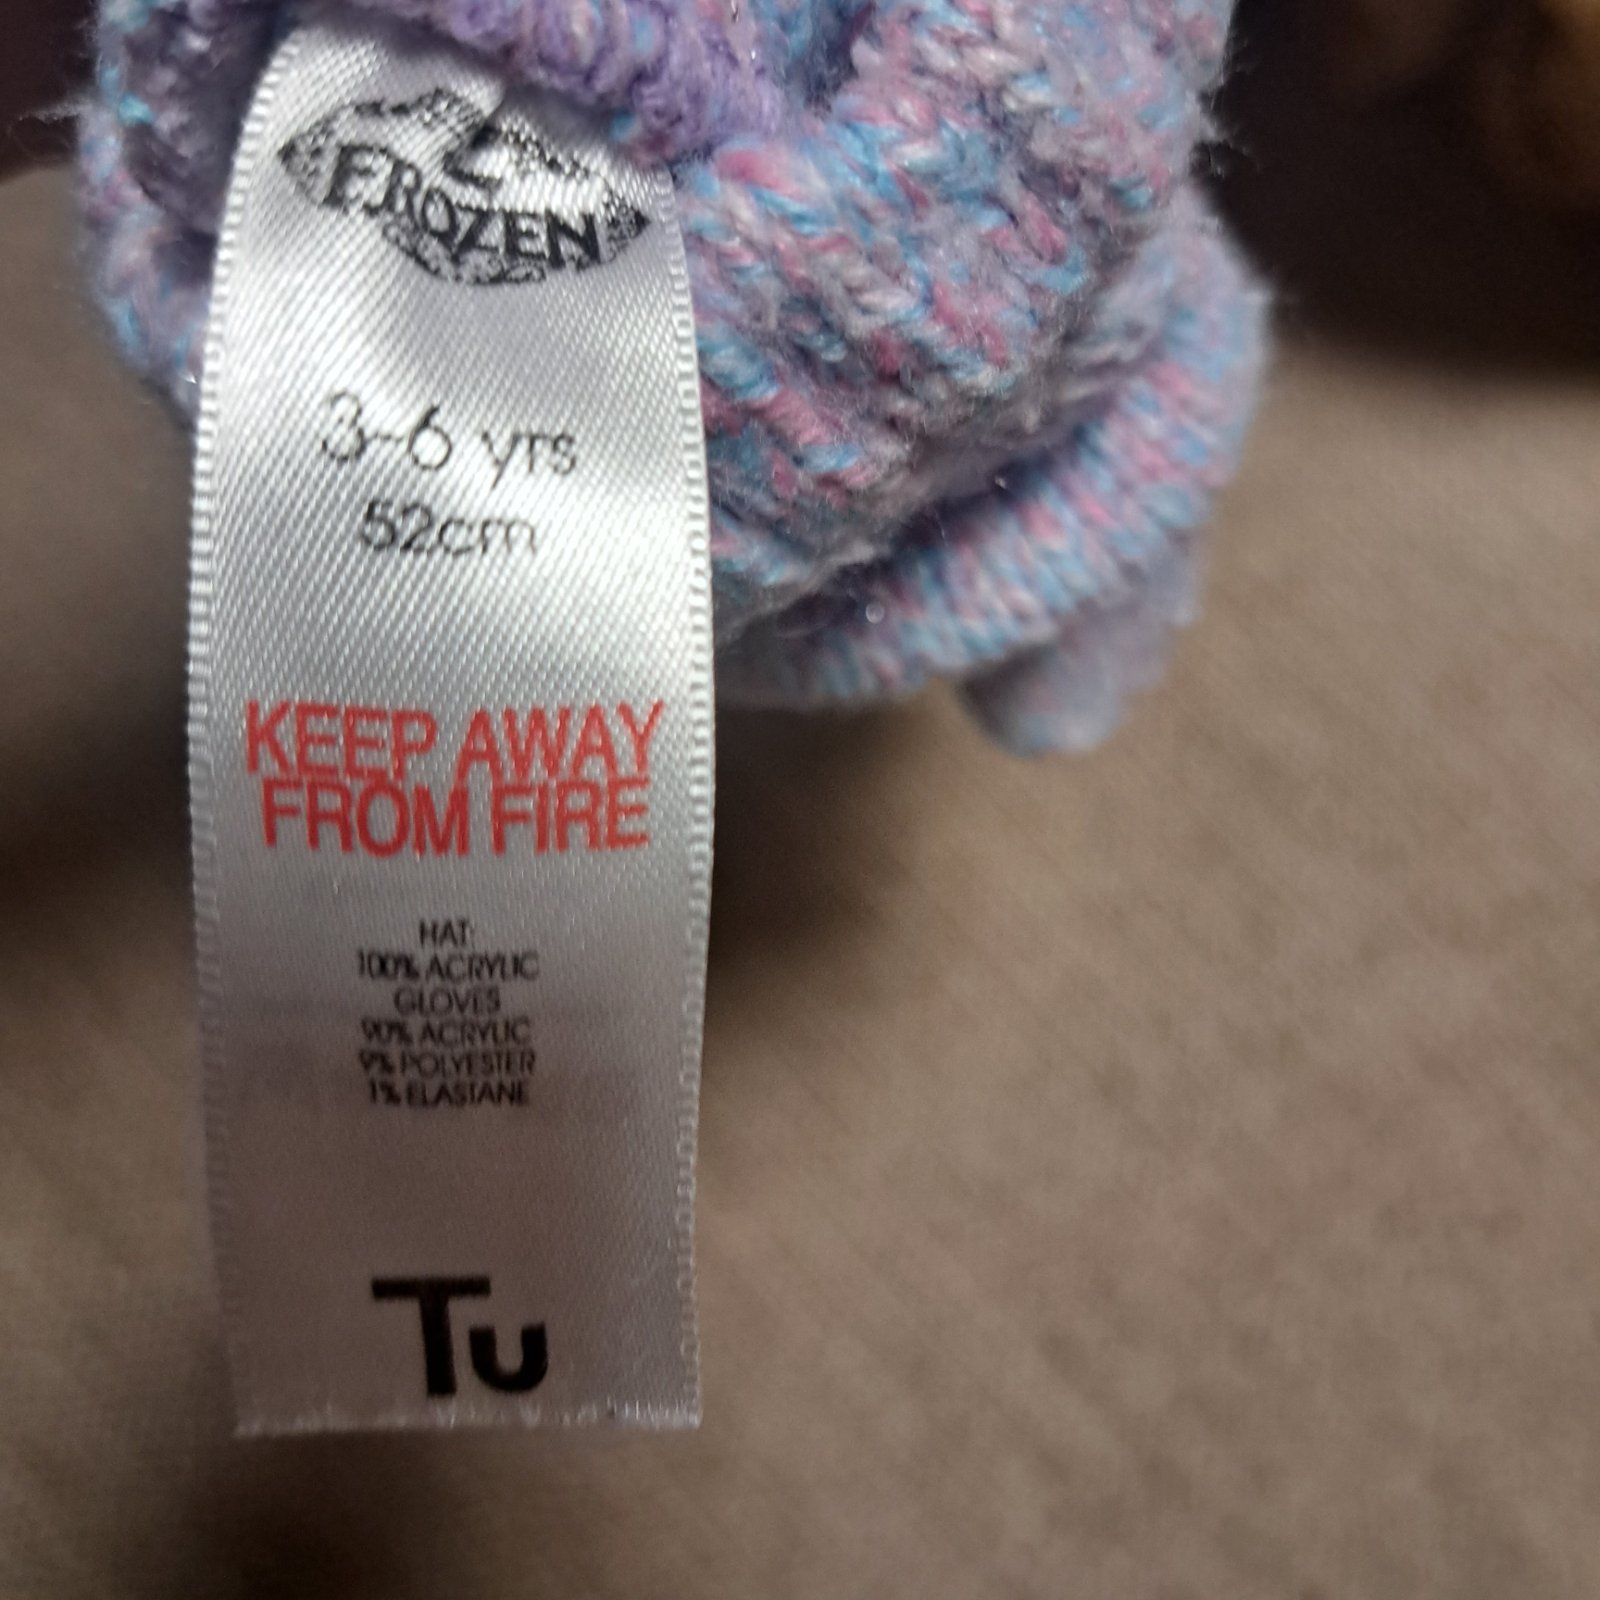 FROZEN
3-6 yrs
52cm
KEEP AWAY
FROM FIRE
HAT:
100% ACRYLIC
GLOVES
90% ACRYLIC
9% POLYESTER
1% ELASTANE
Tu